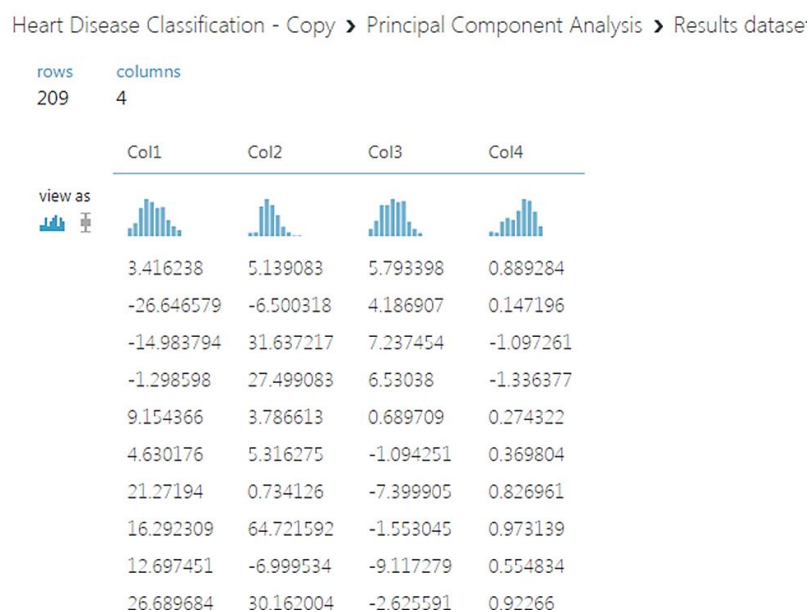 Heart Disease Classification - Copy ❯ Principal Component Analysis ❯ Results datase
rows columns
209 4
Col1 Col2 Col3 Col4
view as
3.416238 5.139083 5.793398 0.889284
-26.646579 -6.500318 4.186907 0.147196
-14.983794 31.637217 7.237454 -1.097261
-1.298598 27.499083 6.53038 -1.336377
9.154366 3.786613 0.689709 0.274322
4.630176 5.316275 -1.094251 0.369804
21.27194 0.734126 -7.399905 0.826961
16.292309 64.721592 -1.553045 0.973139
12.697451 -6.999534 -9.117279 0.554834
26.689684 30.162004 -2.625591 0.92266